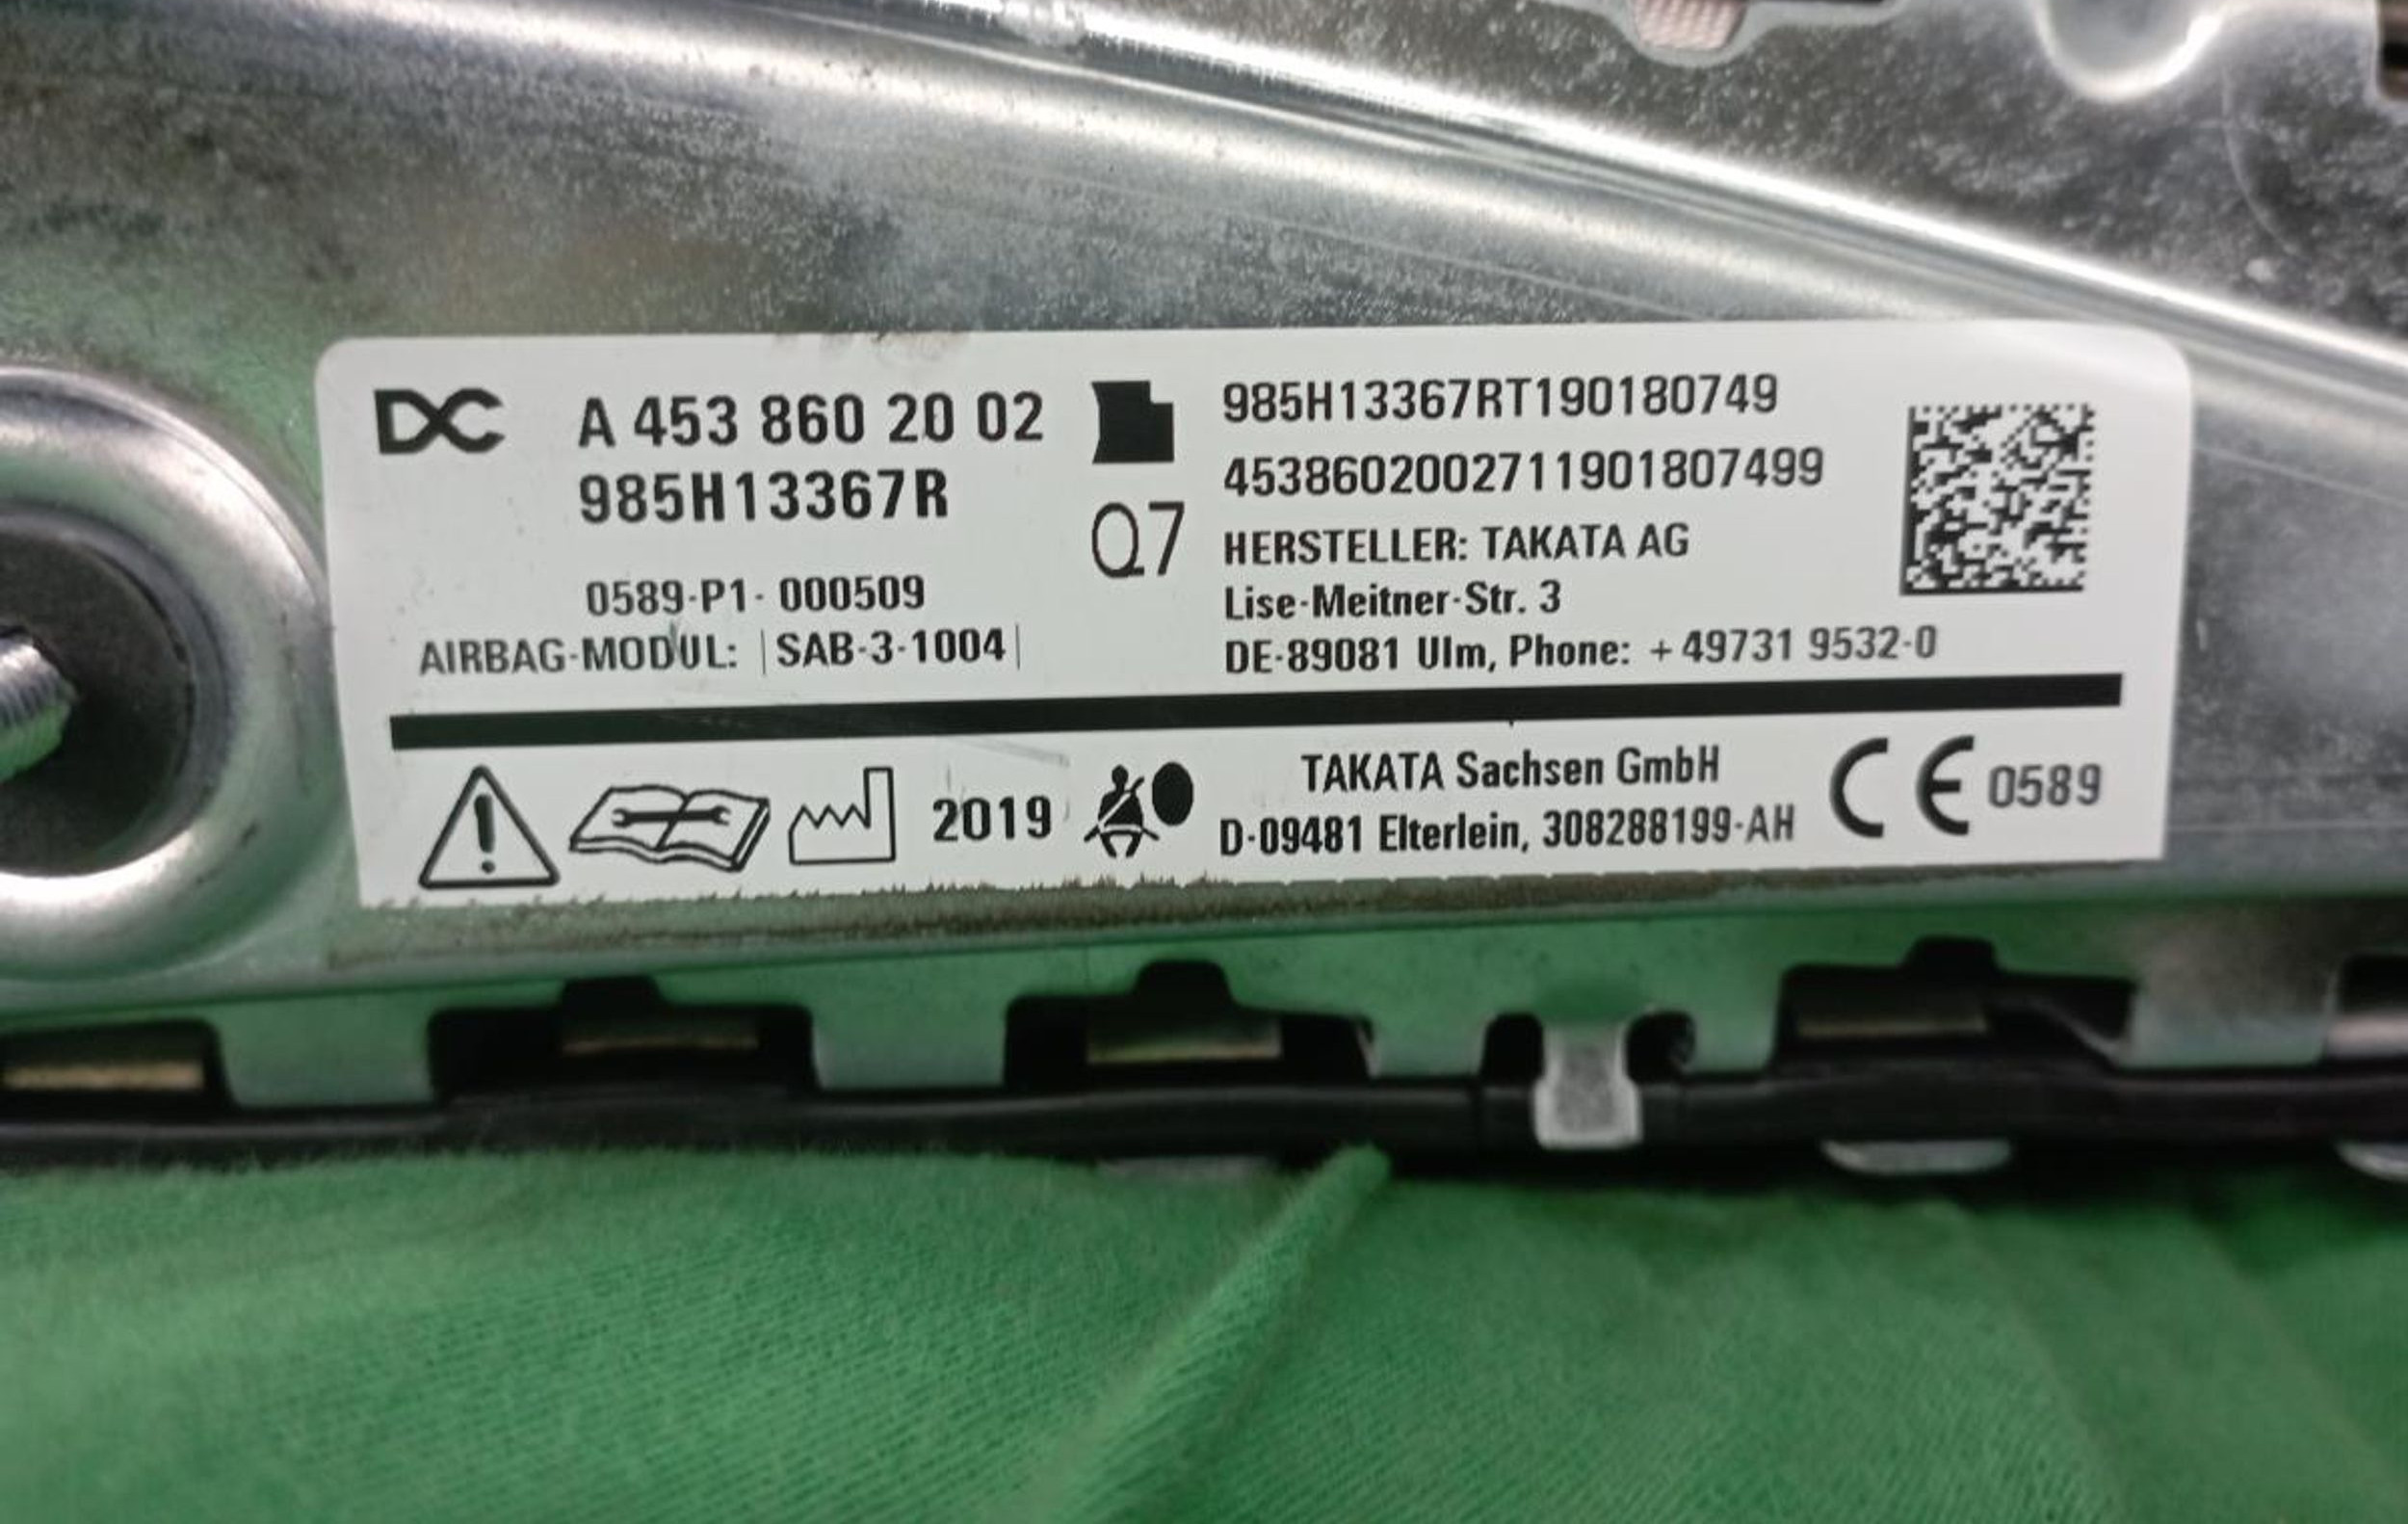 DC A 453 860 20 02
985H13367R
0589-P1- 000509
AIRBAG-MODUL: |SAB-3-1004|
Q7
985H13367RT190180749
4538602002711901807499
HERSTELLER: TAKATA AG
Lise-Meitner-Str. 3
DE-89081 Ulm, Phone: +49731 9532-0
2019
TAKATA Sachsen GmbH
D-09481 Elterlein, 308288199-AH
CE 0589